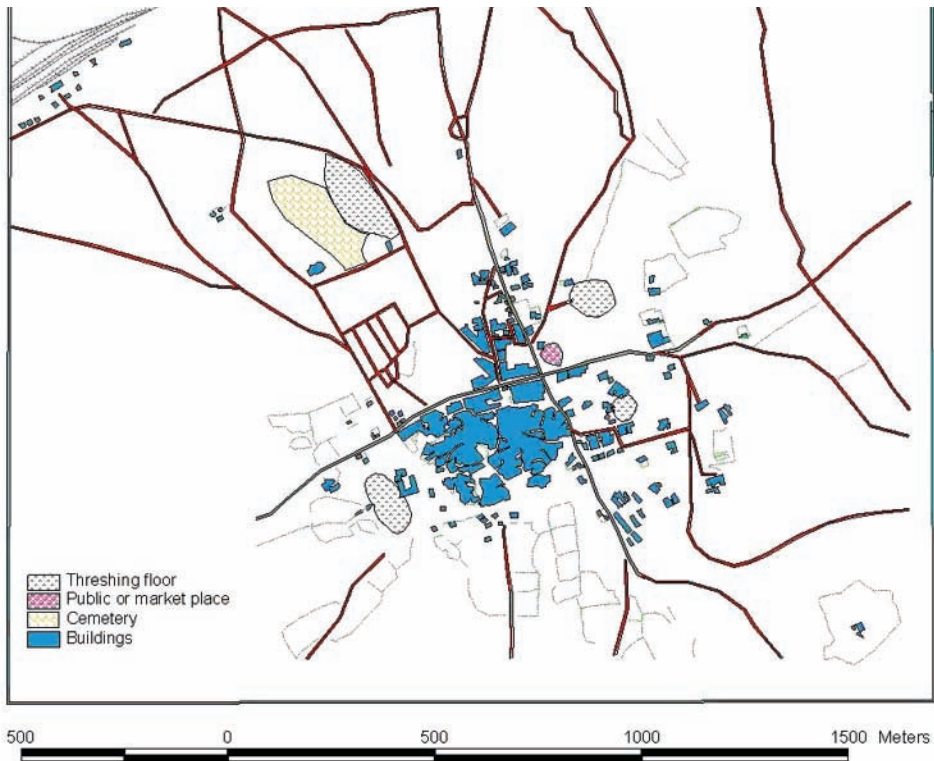 Threshing floor
Public or market place
Cemetery
Buildings
500 0 500 1000 1500 Meters